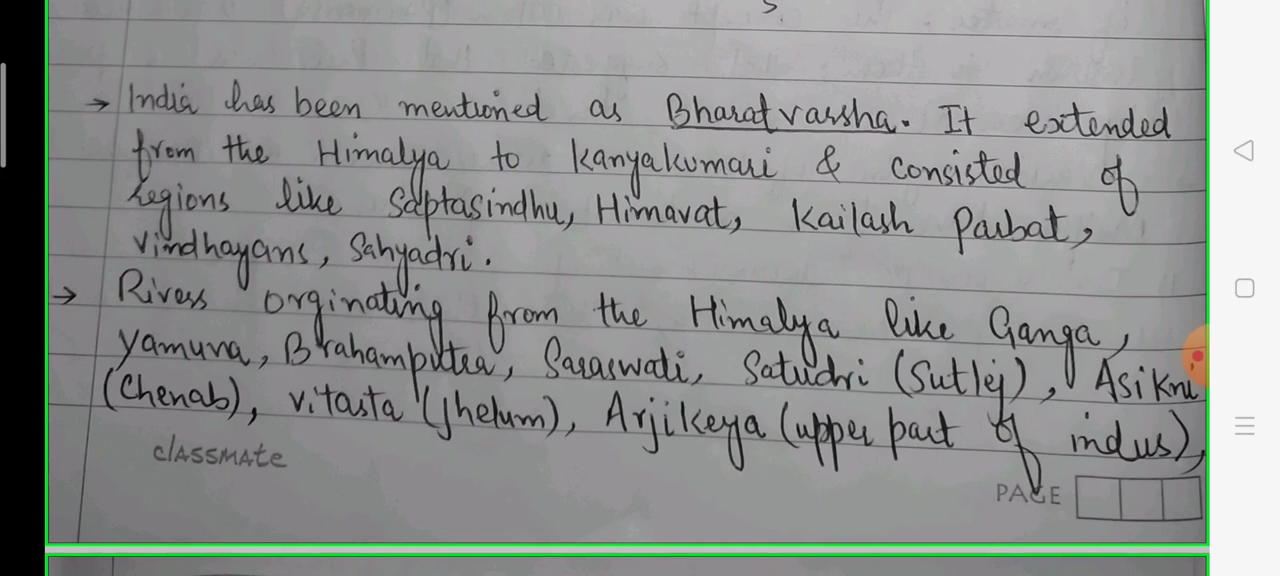 → India has been mentioned as Bharatvarsha. It extended
from the Himalya to Kanyakumari & consisted of
regions like Saptasindhu, Himavat, Kailash Parbat,
Vindhayans, Sahyadri.
→ Rivers orginating from the Himalya like Ganga,
Yamuna, Brahamputra, Saraswati, Satudri (Sutlej), Asikni
(Chenab), Vitasta (Jhelum), Arjikeya (upper part of indus),
classmate
PAGE